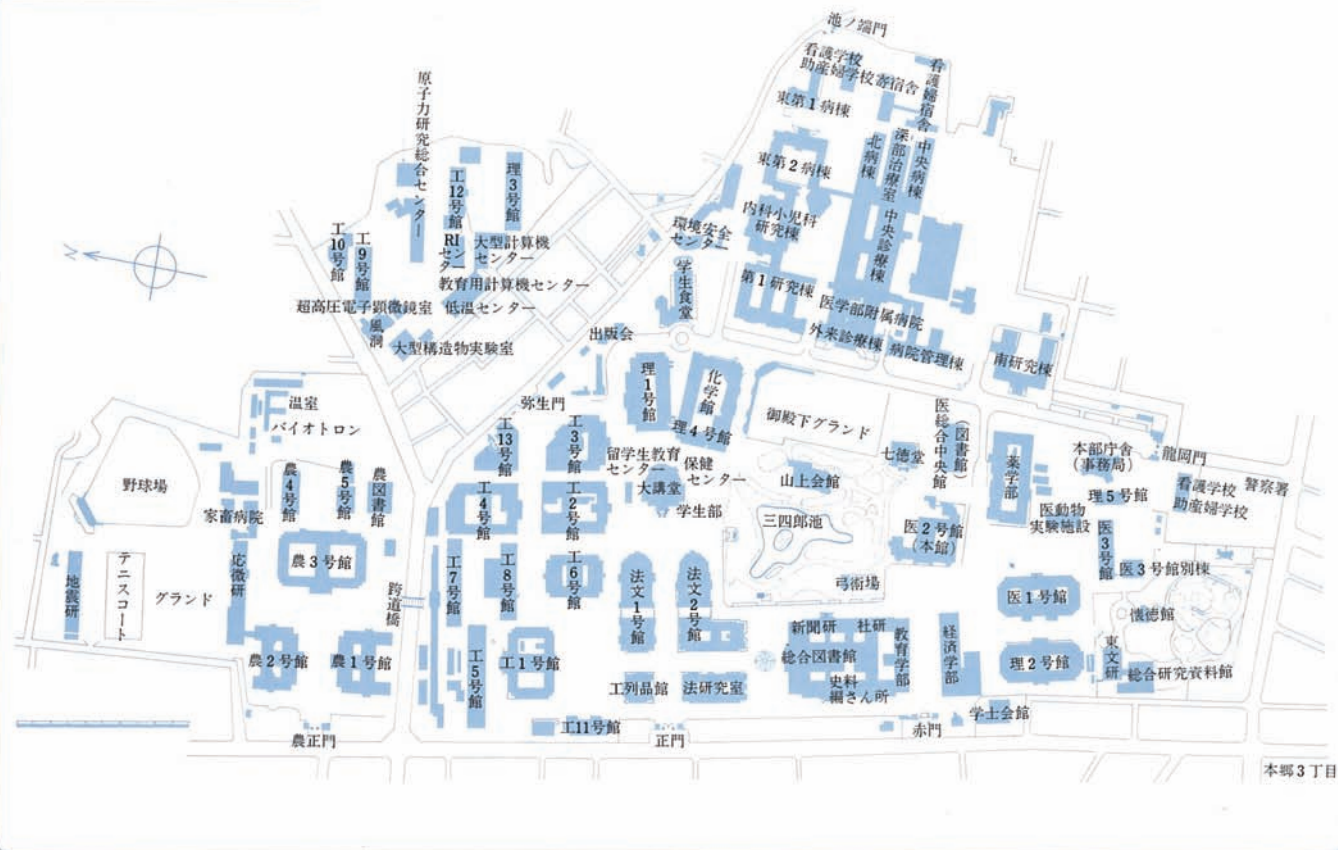 池ノ端門
看護学校
助産婦学校寄宿舎
看護婦宿舎
東第1病棟
東第2病棟
北病棟
深部治療室
中央病棟
中央診療棟
内科小児科
研究棟
環境安全
センター
学生食堂
第1研究棟
医学部附属病院
外来診療棟
病院管理棟
南研究棟
原子力研究総合センター
工12号館
理3号館
工10号館
工9号館
RI
センター
大型計算機
センター
教育用計算機センター
超高圧電子顕微鏡室
低温センター
風洞
大型構造物実験室
N
出版会
弥生門
理1号館
化学館
理4号館
御殿下グランド
医総合中央館
(図書館)
七徳堂
薬学部
本部庁舎
(事務局)
龍岡門
警察署
看護学校
助産婦学校
理5号館
医動物
実験施設
温室
バイオトロン
野球場
家畜病院
農4号館
農5号館
農図書館
工13号館
工3号館
留学生教育
センター
保健
センター
大講堂
学生部
山上会館
三四郎池
医2号館
(本館)
弓術場
工4号館
工2号館
医3号館
医3号館別棟
医1号館
懐徳館
地震研
テニスコート
グランド
応微研
農3号館
跨道橋
工7号館
工8号館
工6号館
法文1号館
法文2号館
新聞研
社研
総合図書館
教育学部
経済学部
史料
編さん所
理2号館
東文研
総合研究資料館
農2号館
農1号館
工5号館
工1号館
工列品館
法研究室
農正門
工11号館
正門
赤門
学士会館
本郷3丁目